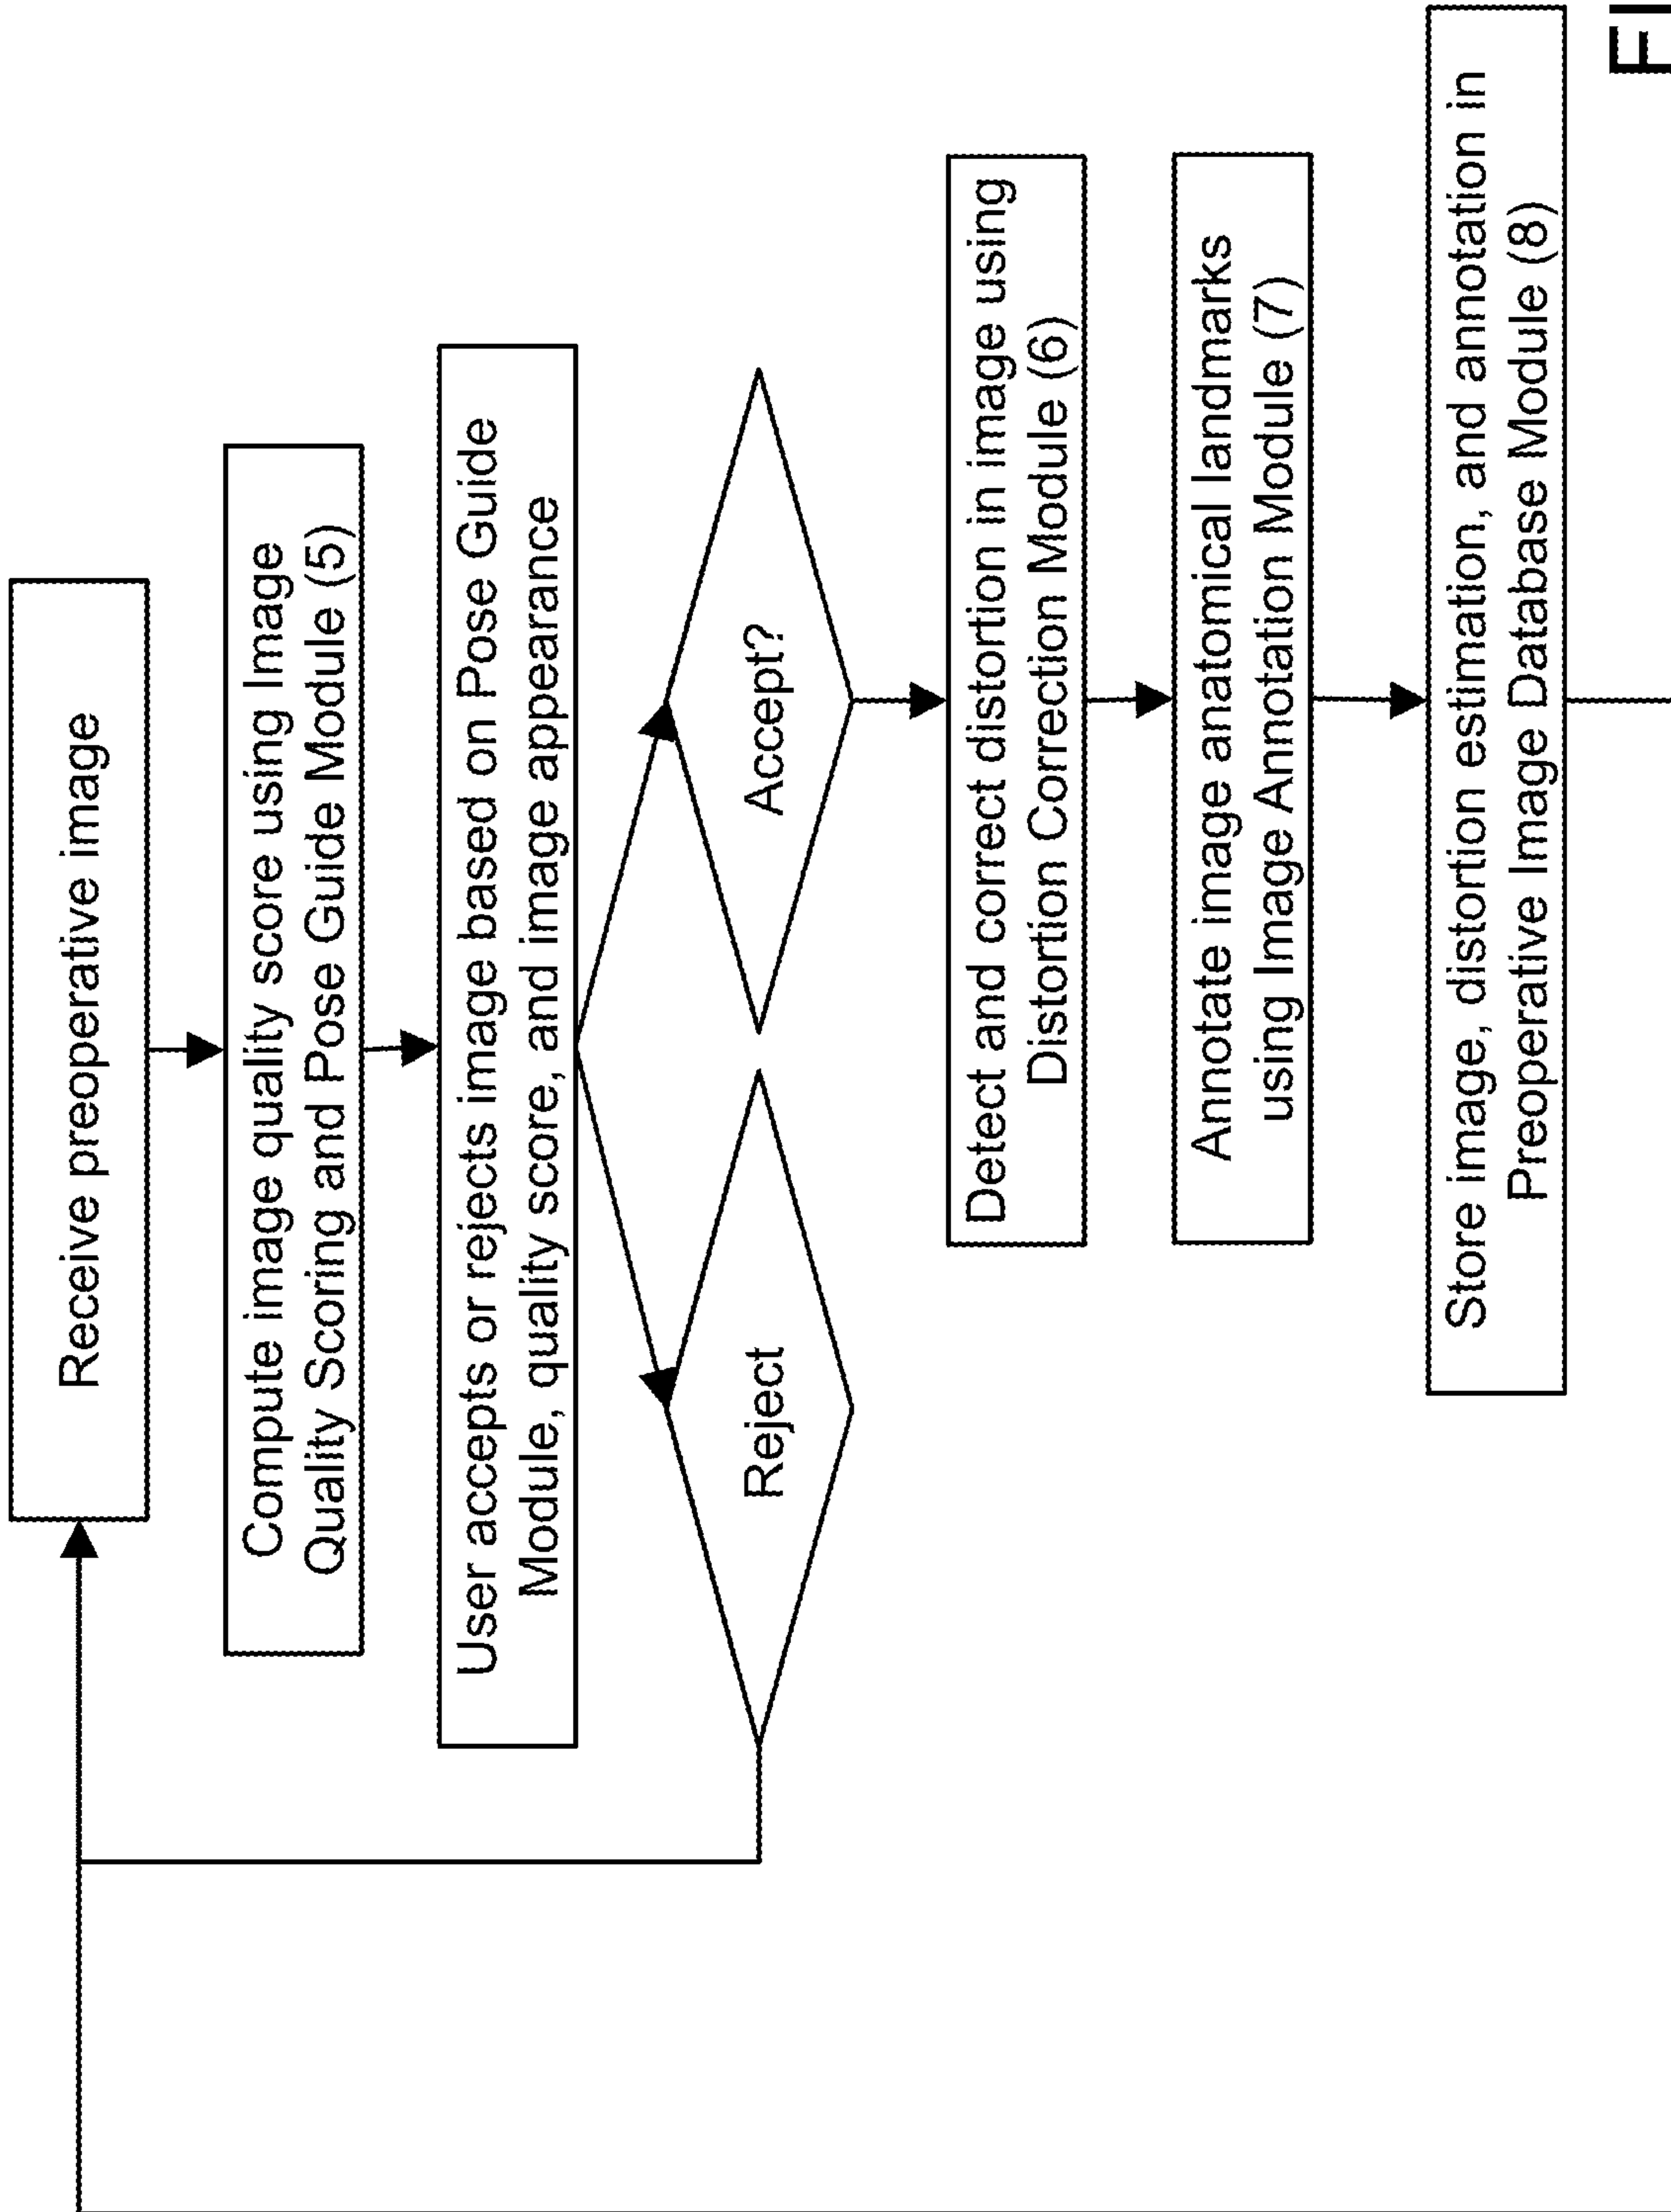 Receive preoperative image
Compute image quality score using Image
Quality Scoring and Pose Guide Module (5)
User accepts or rejects image based on Pose Guide
Module, quality score, and image appearance
Reject
Accept?
Detect and correct distortion in image using
Distortion Correction Module (6)
Annotate image anatomical landmarks
using Image Annotation Module (7)
Store image, distortion estimation, and annotation in
Preoperative Image Database Module (8)